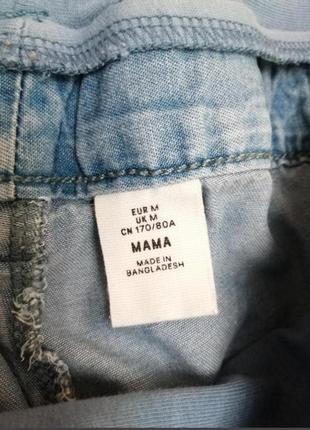 EUR M
UK M
CN 170/80A
MAMA
MADE IN
BANGLADESH